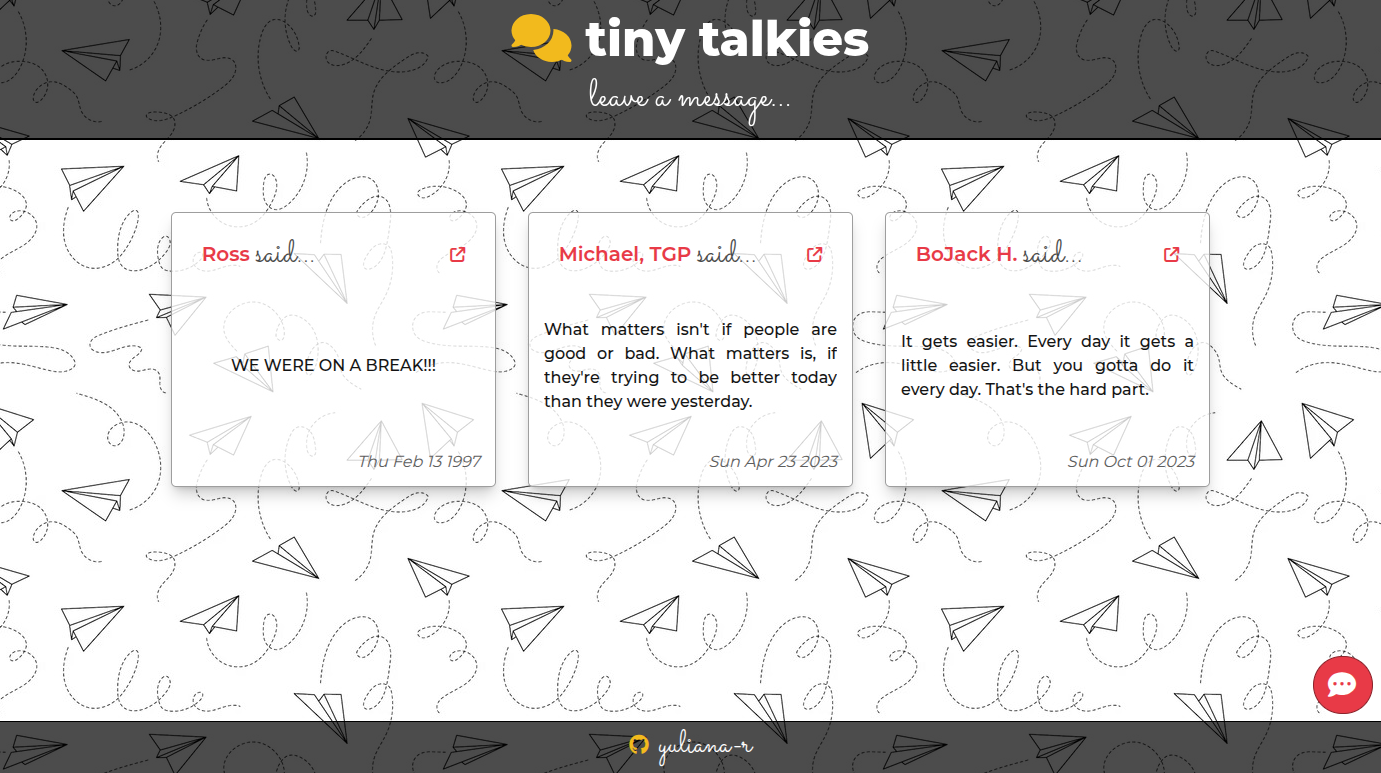 tiny talkies
leave a message...
Ross said...
WE WERE ON A BREAK!!!
Thu Feb 13 1997
Michael, TGP said...
What matters isn't if people are
good or bad. What matters is, if
they're trying to be better today
than they were yesterday.
Sun Apr 23 2023
BoJack H. said...
It gets easier. Every day it gets a
little easier. But you gotta do it
every day. That's the hard part.
Sun Oct 01 2023
yuliana-r